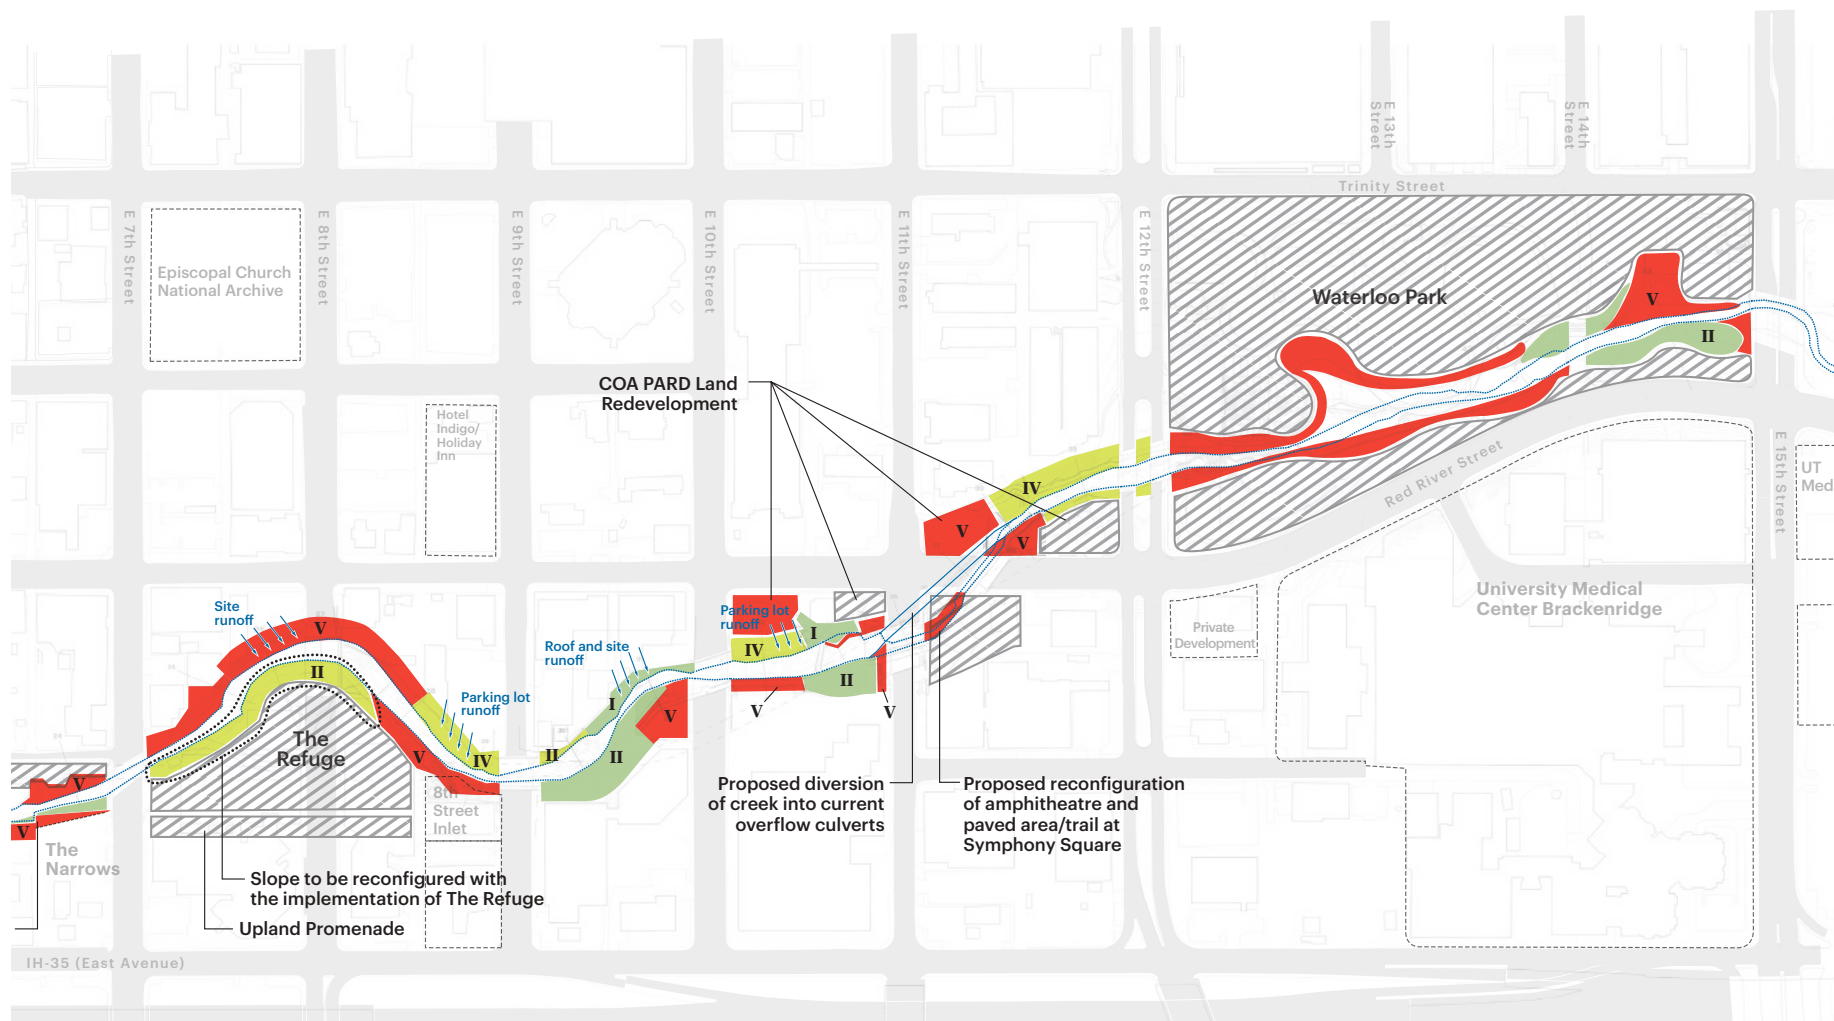 E 13th
Street
E 14th
Street
Trinity Street
E 7th Street
E 8th Street
E 9th Street
E 10th Street
E 11th Street
E 12th Street
Episcopal Church
National Archive
Waterloo Park
V
II
COA PARD Land
Redevelopment
Hotel
Indigo/
Holiday
Inn
Red River Street
E 15th Street
UT
Med
IV
V
V
University Medical
Center Brackenridge
Private
Development
Site
runoff
V
II
Parking lot
runoff
I
IV
II
V
V
Roof and site
runoff
I
V
II
II
Parking lot
runoff
IV
V
The
Refuge
V
V
8th
Street
Inlet
The
Narrows
Proposed diversion
of creek into current
overflow culverts
Proposed reconfiguration
of amphitheatre and
paved area/trail at
Symphony Square
Slope to be reconfigured with
the implementation of The Refuge
Upland Promenade
IH-35 (East Avenue)